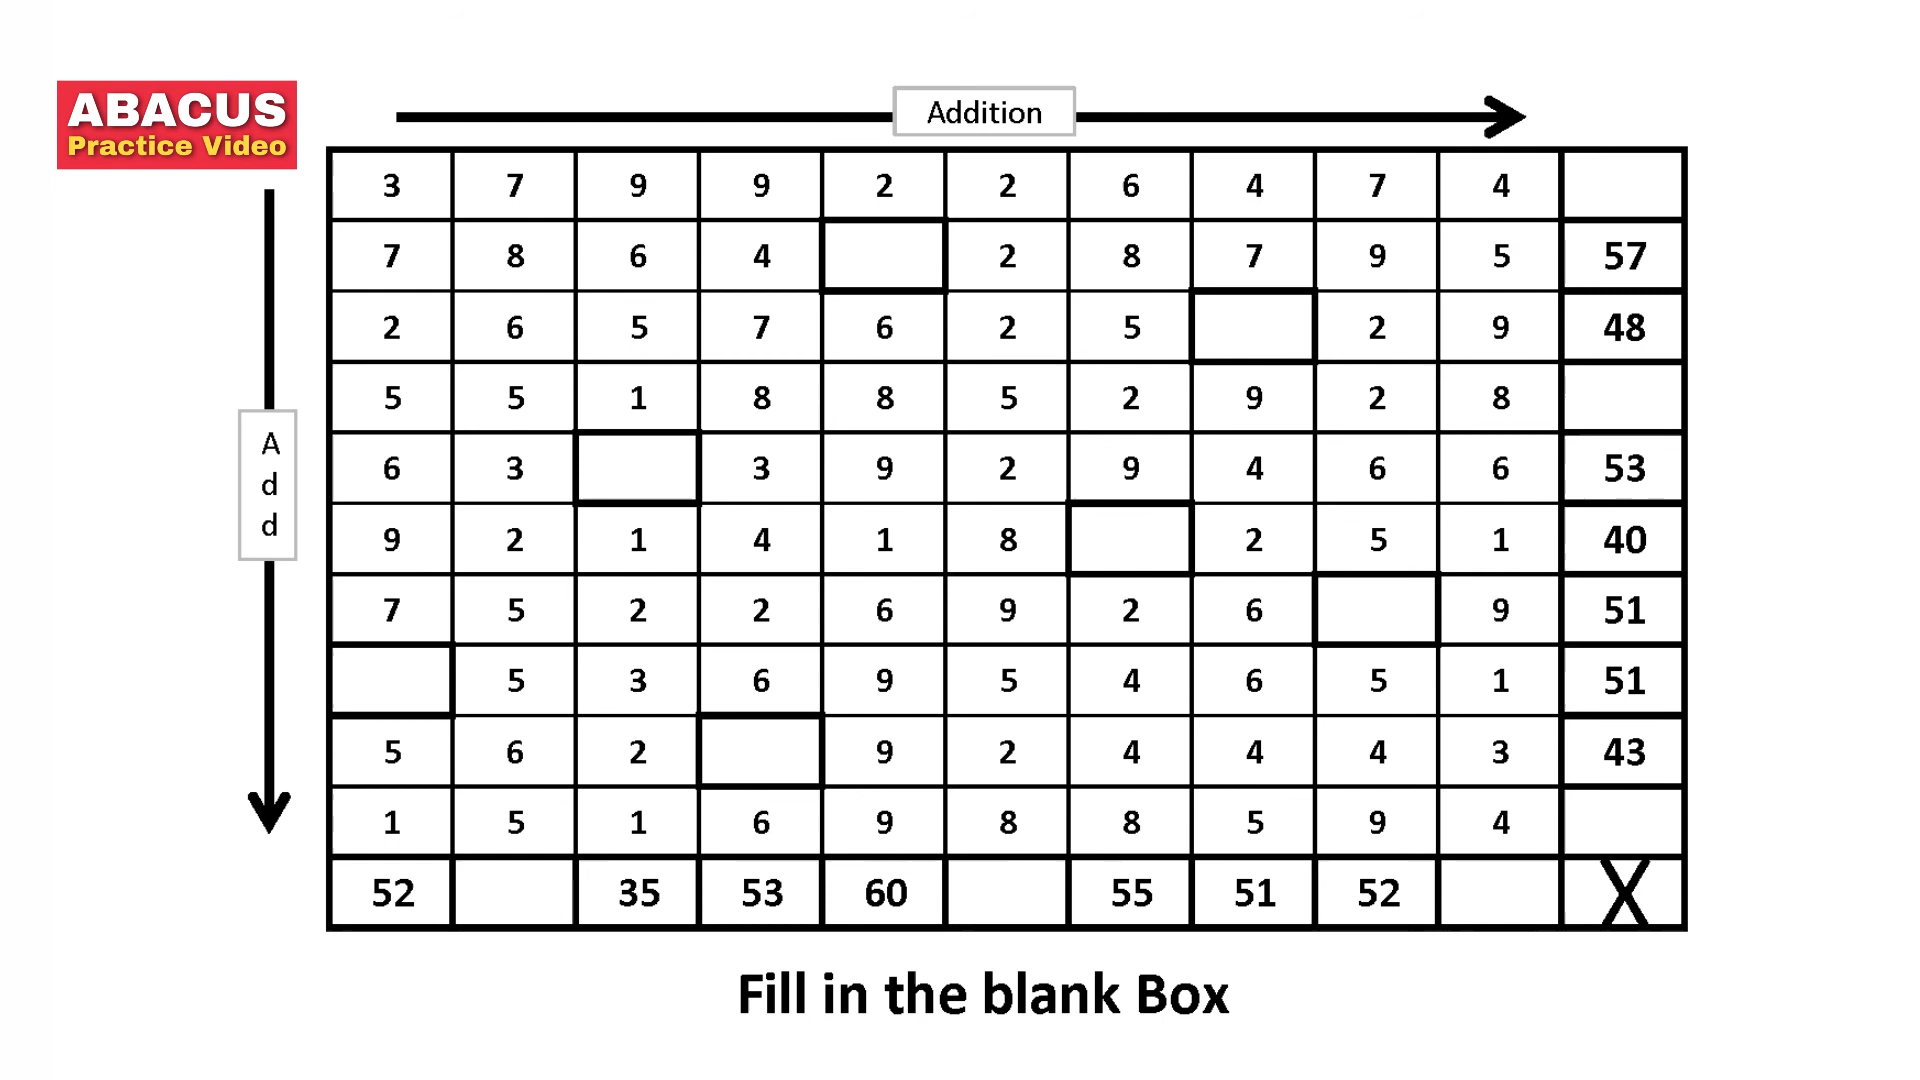 ABACUS
Practice Video
Addition
3 7 9 9 2 2 6 4 7 4
7 8 6 4 2 8 7 9 5 57
2 6 5 7 6 2 5 2 9 48
5 5 1 8 8 5 2 9 2 8
A
d
d
6 3 3 9 2 9 4 6 6 53
9 2 1 4 1 8 2 5 1 40
7 5 2 2 6 9 2 6 9 51
5 3 6 9 5 4 6 5 1 51
5 6 2 9 2 4 4 4 3 43
1 5 1 6 9 8 8 5 9 4
52 35 53 60 55 51 52 X
Fill in the blank Box